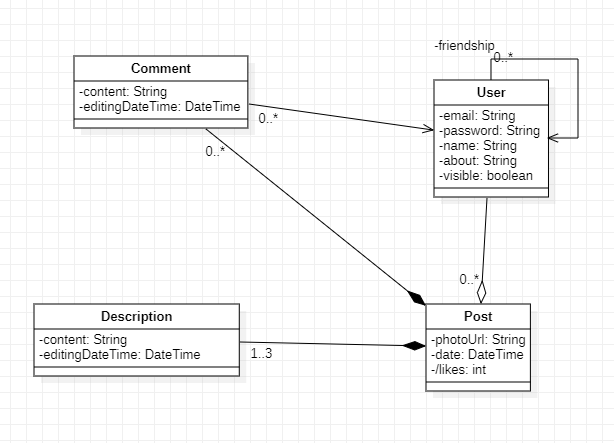 -friendship
0..*
Comment
-content: String
-editingDateTime: DateTime
0..*
0..*
User
-email: String
-password: String
-name: String
-about: String
-visible: boolean
0..*
Description
-content: String
-editingDateTime: DateTime
1..3
Post
-photoUrl: String
-date: DateTime
-/likes: int